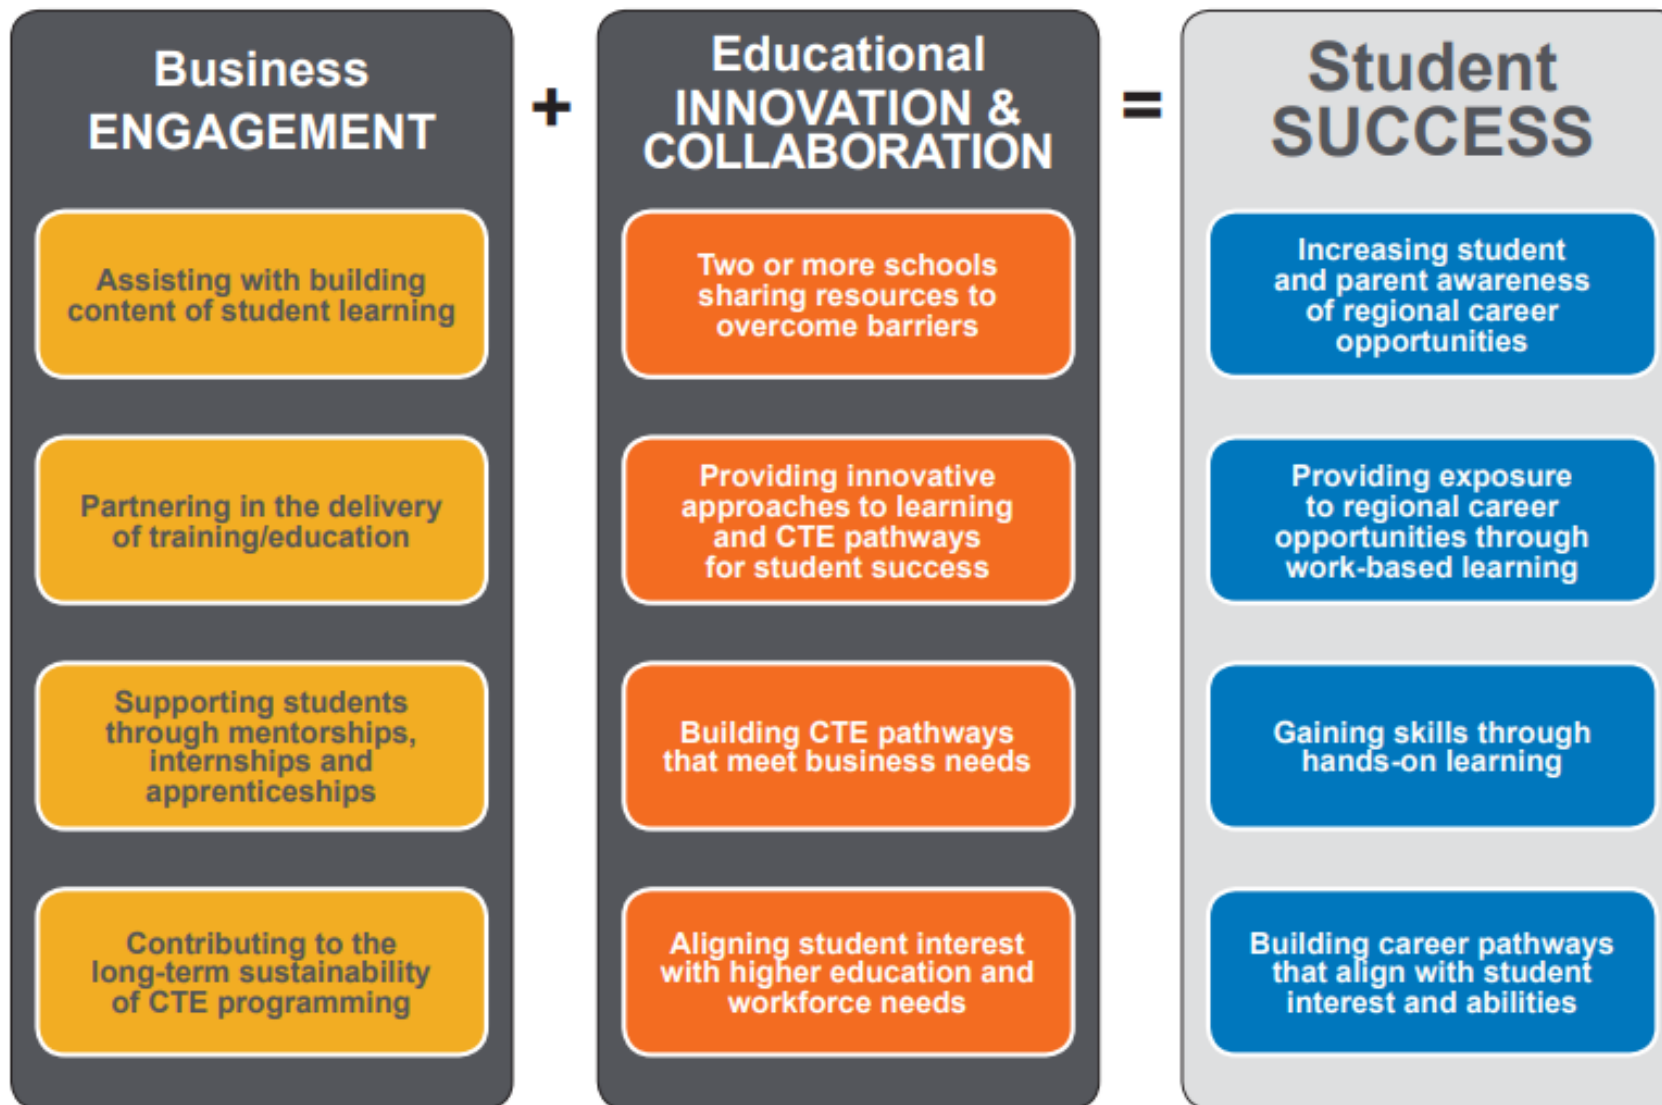 Business
ENGAGEMENT
Assisting with building
content of student learning
Partnering in the delivery
of training/education
Supporting students
through mentorships,
internships and
apprenticeships
Contributing to the
long-term sustainability
of CTE programming
+
Educational
INNOVATION &
COLLABORATION
Two or more schools
sharing resources to
overcome barriers
Providing innovative
approaches to learning
and CTE pathways
for student success
Building CTE pathways
that meet business needs
Aligning student interest
with higher education and
workforce needs
=
Student
SUCCESS
Increasing student
and parent awareness
of regional career
opportunities
Providing exposure
to regional career
opportunities through
work-based learning
Gaining skills through
hands-on learning
Building career pathways
that align with student
interest and abilities